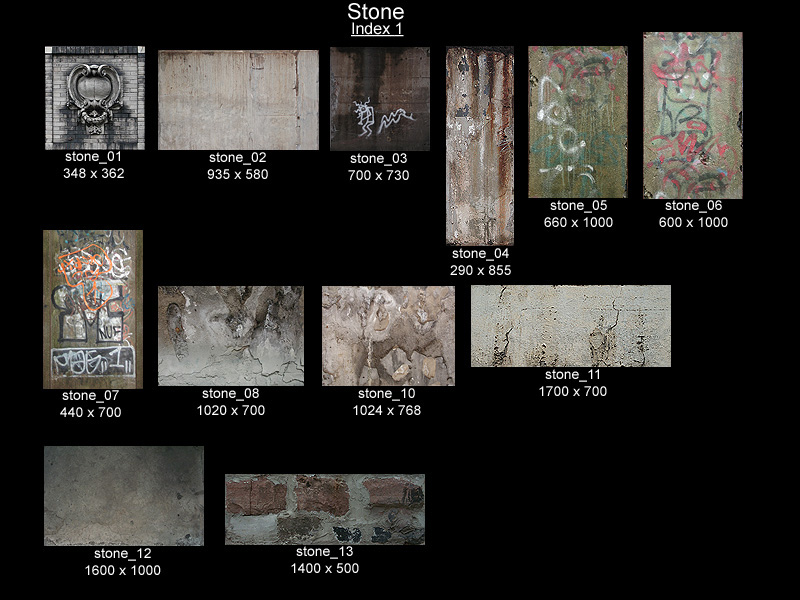 Stone
Index 1
stone_01
348 x 362
stone_02
935 x 580
stone_03
700 x 730
stone_04
290 x 855
stone_05
660 x 1000
stone_06
600 x 1000
NUF
stone_07
440 x 700
stone_08
1020 x 700
stone_10
1024 x 768
stone_11
1700 x 700
stone_12
1600 x 1000
stone_13
1400 x 500